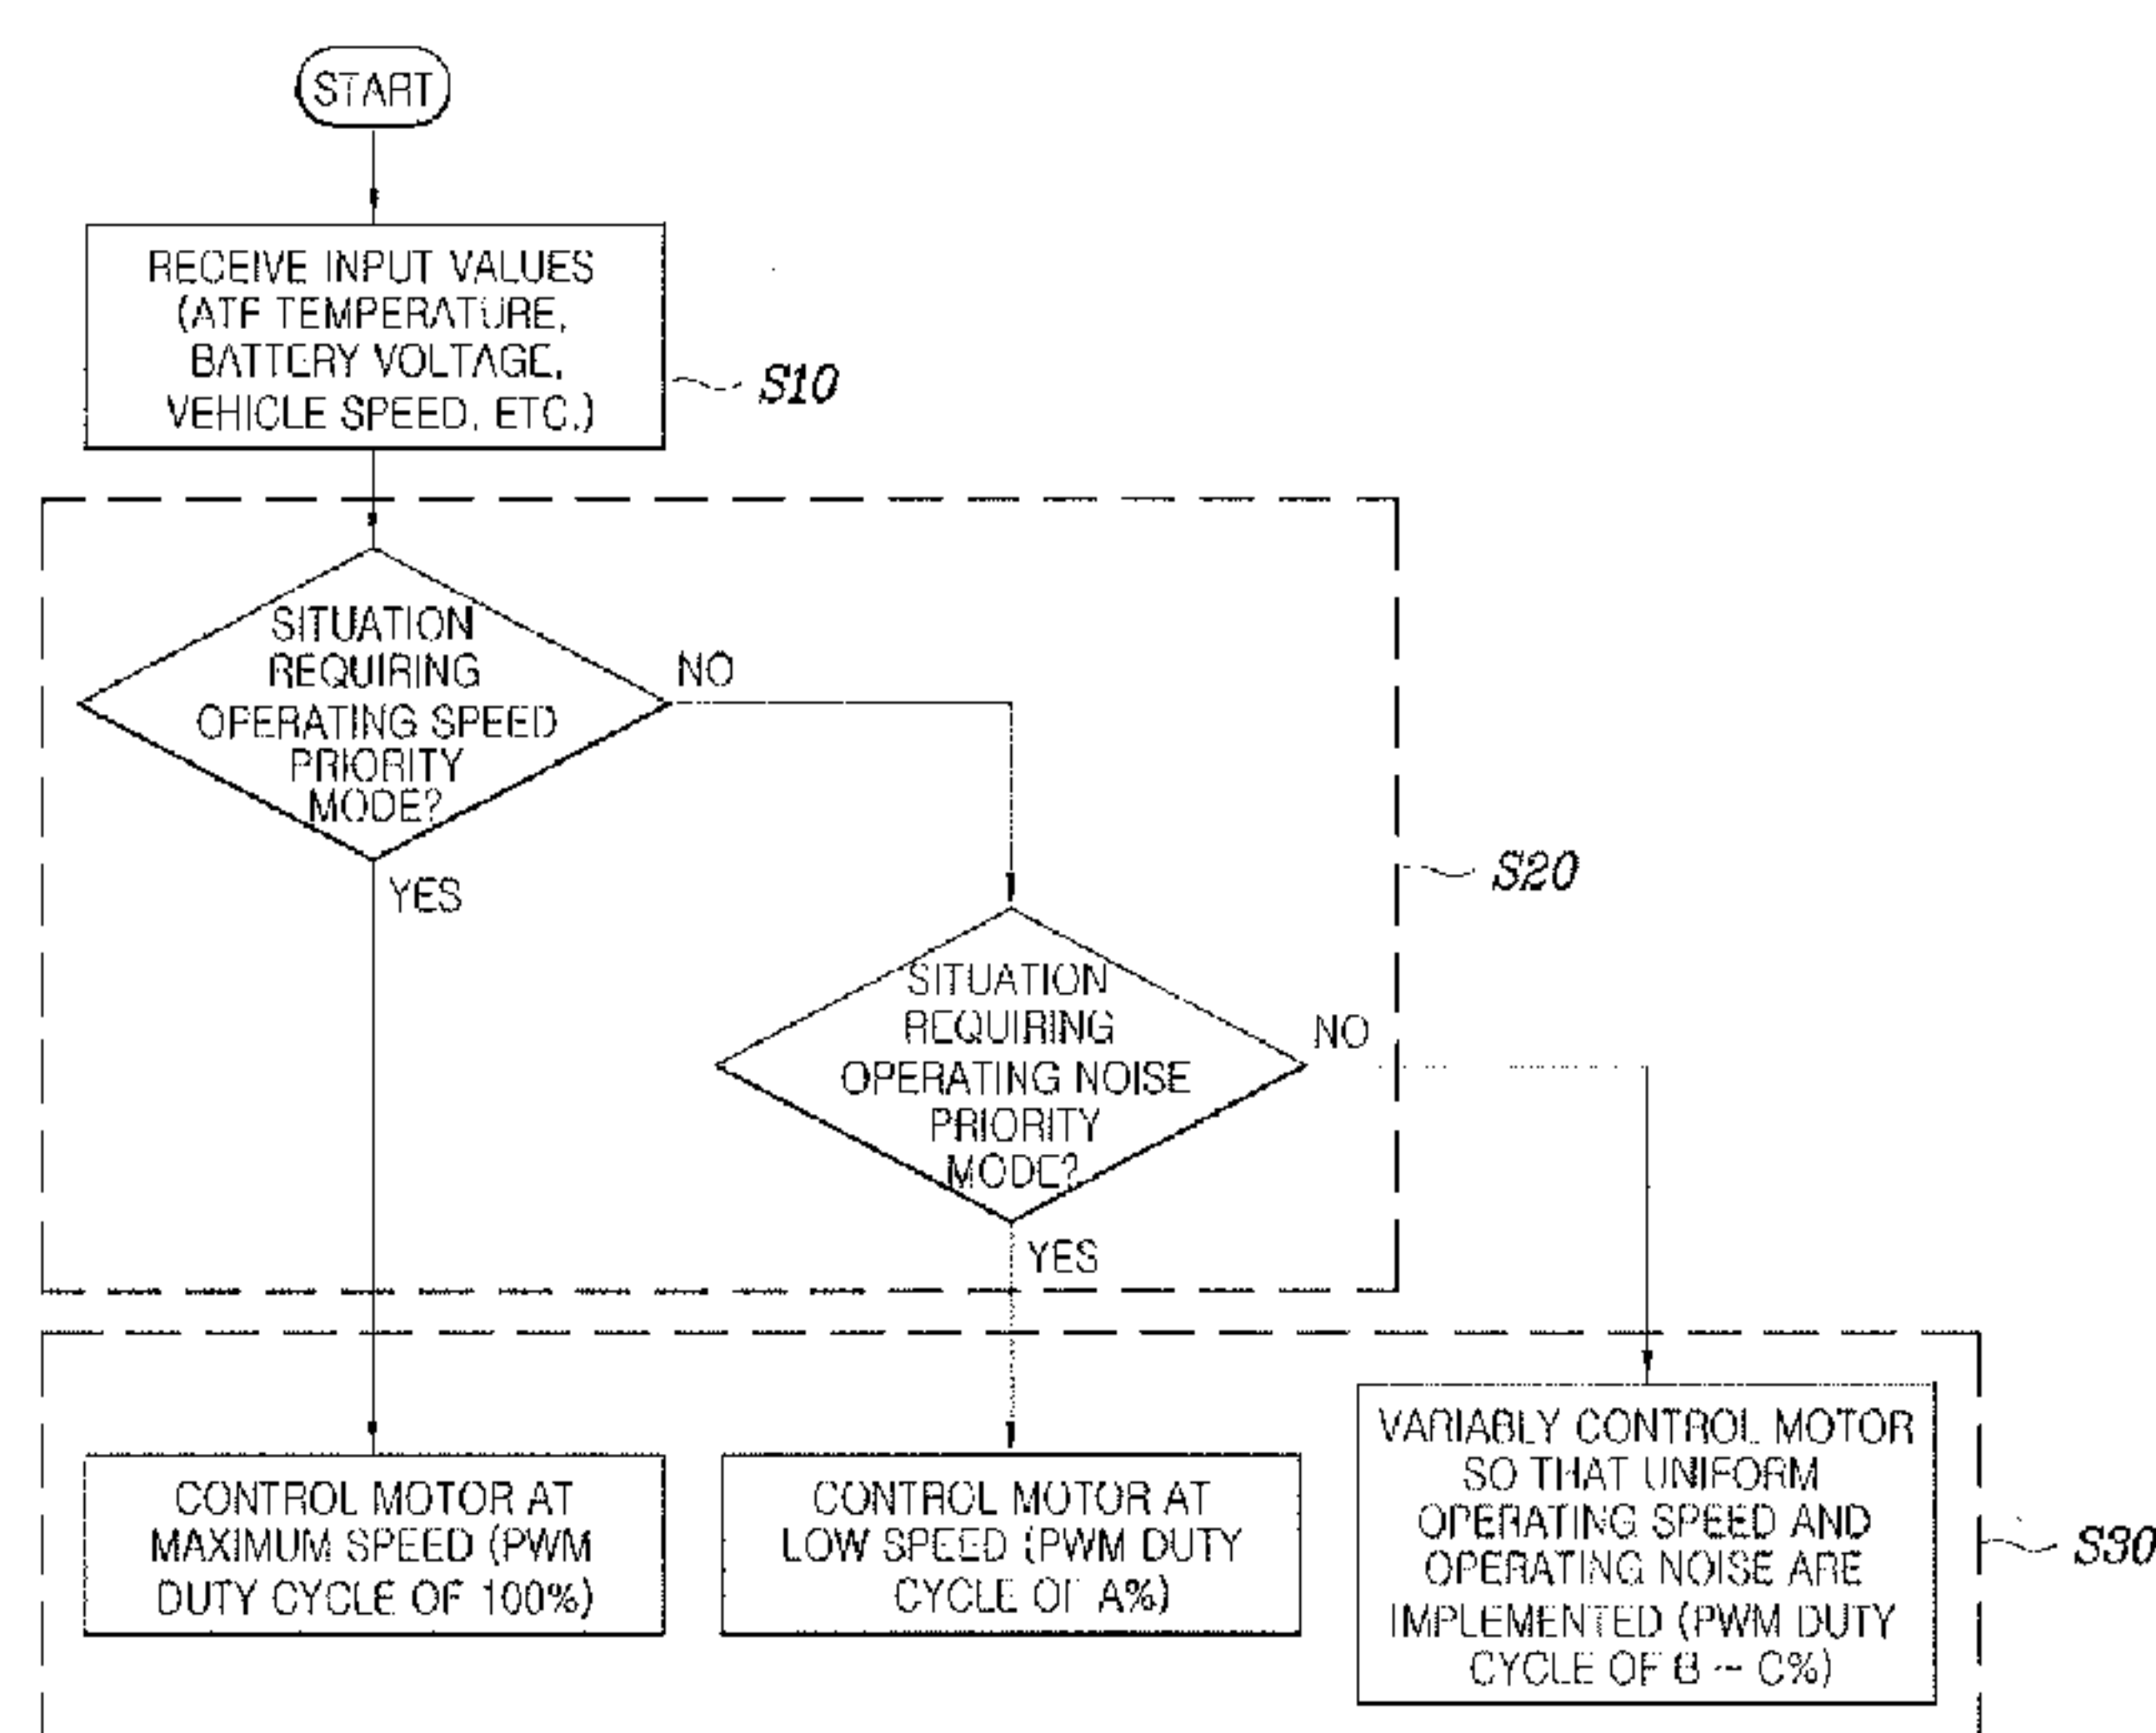 START
RECEIVE INPUT VALUES
(ATF TEMPERATURE,
BATTERY VOLTAGE,
VEHICLE SPEED, ETC.)
S10
SITUATION
REQUIRING
OPERATING SPEED
PRIORITY
MODE?
NO
YES
S20
SITUATION
REQUIRING
OPERATING NOISE
PRIORITY
MODE?
NO
YES
CONTROL MOTOR AT
MAXIMUM SPEED (PWM
DUTY CYCLE OF 100%)
CONTROL MOTOR AT
LOW SPEED (PWM DUTY
CYCLE OF A%)
VARIABLY CONTROL MOTOR
SO THAT UNIFORM
OPERATING SPEED AND
OPERATING NOISE ARE
IMPLEMENTED (PWM DUTY
CYCLE OF B ~ C%)
S30